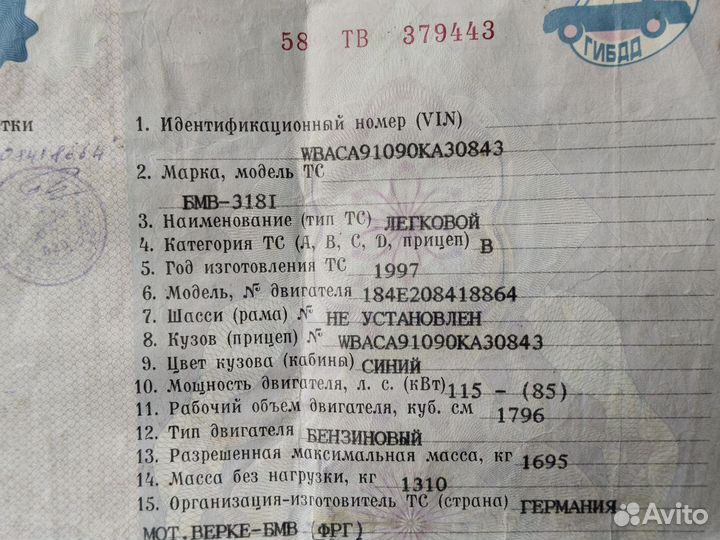 58 ТВ 379443
ГИБДД
тки
1. Идентификационный номер (VIN)
WBACA91090KA30843
2. Марка, модель ТС
БМВ-318I
3. Наименование (тип ТС) ЛЕГКОВОЙ
4. Категория ТС (A, B, C, D, прицеп) В
5. Год изготовления ТС 1997
6. Модель, № двигателя 184E208418864
7. Шасси (рама) № НЕ УСТАНОВЛЕН
8. Кузов (прицеп) № WBACA91090KA30843
9. Цвет кузова (кабины) СИНИЙ
10. Мощность двигателя, л. с. (кВт) 115 - (85)
11. Рабочий объем двигателя, куб. см 1796
12. Тип двигателя БЕНЗИНОВЫЙ
13. Разрешенная максимальная масса, кг 1695
14. Масса без нагрузки, кг 1310
15. Организация-изготовитель ТС (страна) ГЕРМАНИЯ
МОТ.ВЕРКЕ-БМВ (ФРГ)
Avito